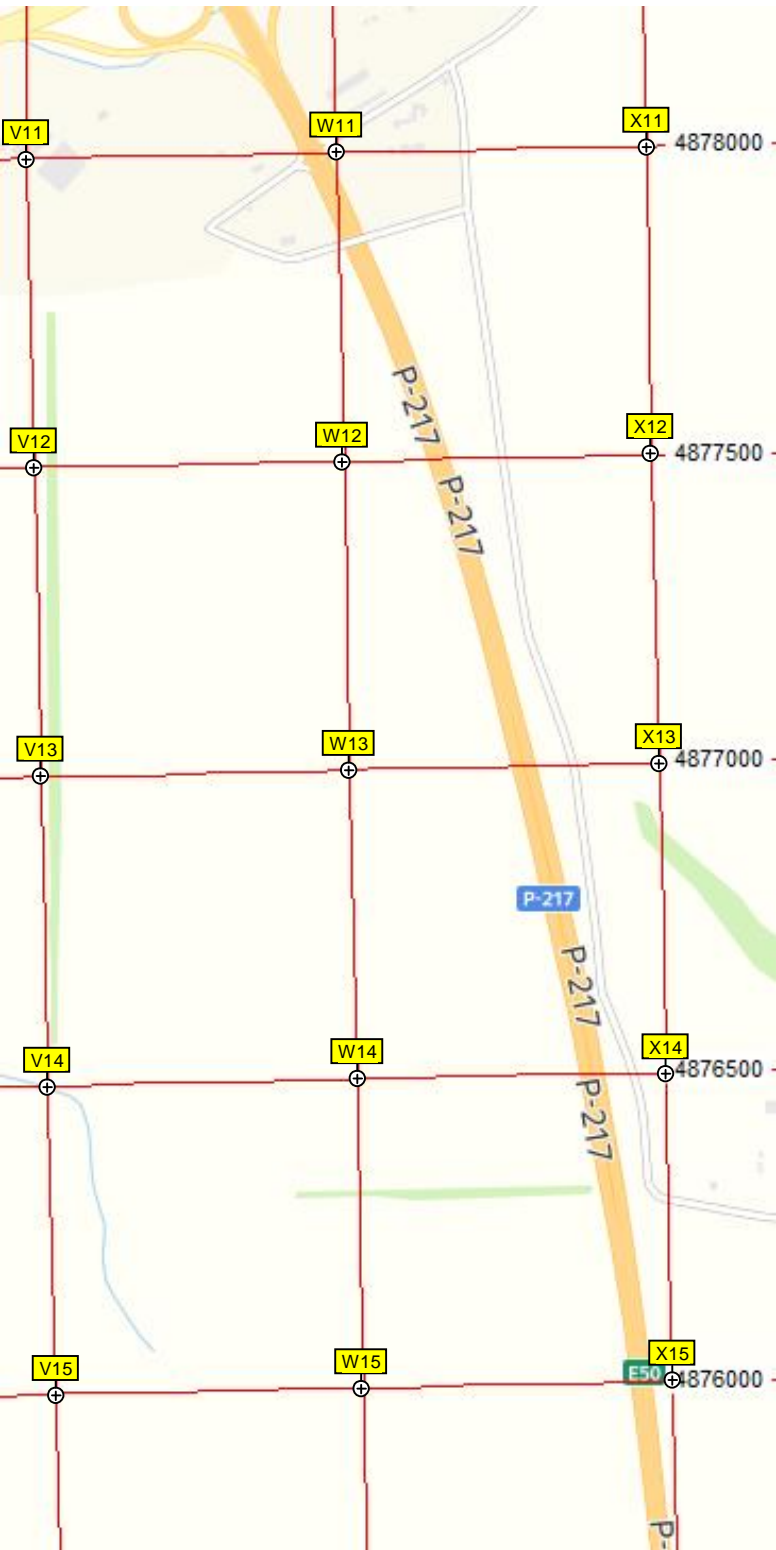 V11
W11
X11
4878000
P-217
V12
W12
X12
4877500
P-217
V13
W13
X13
4877000
P-217
P-217
V14
W14
X14
4876500
P-217
V15
W15
X15
E50
4876000
P-